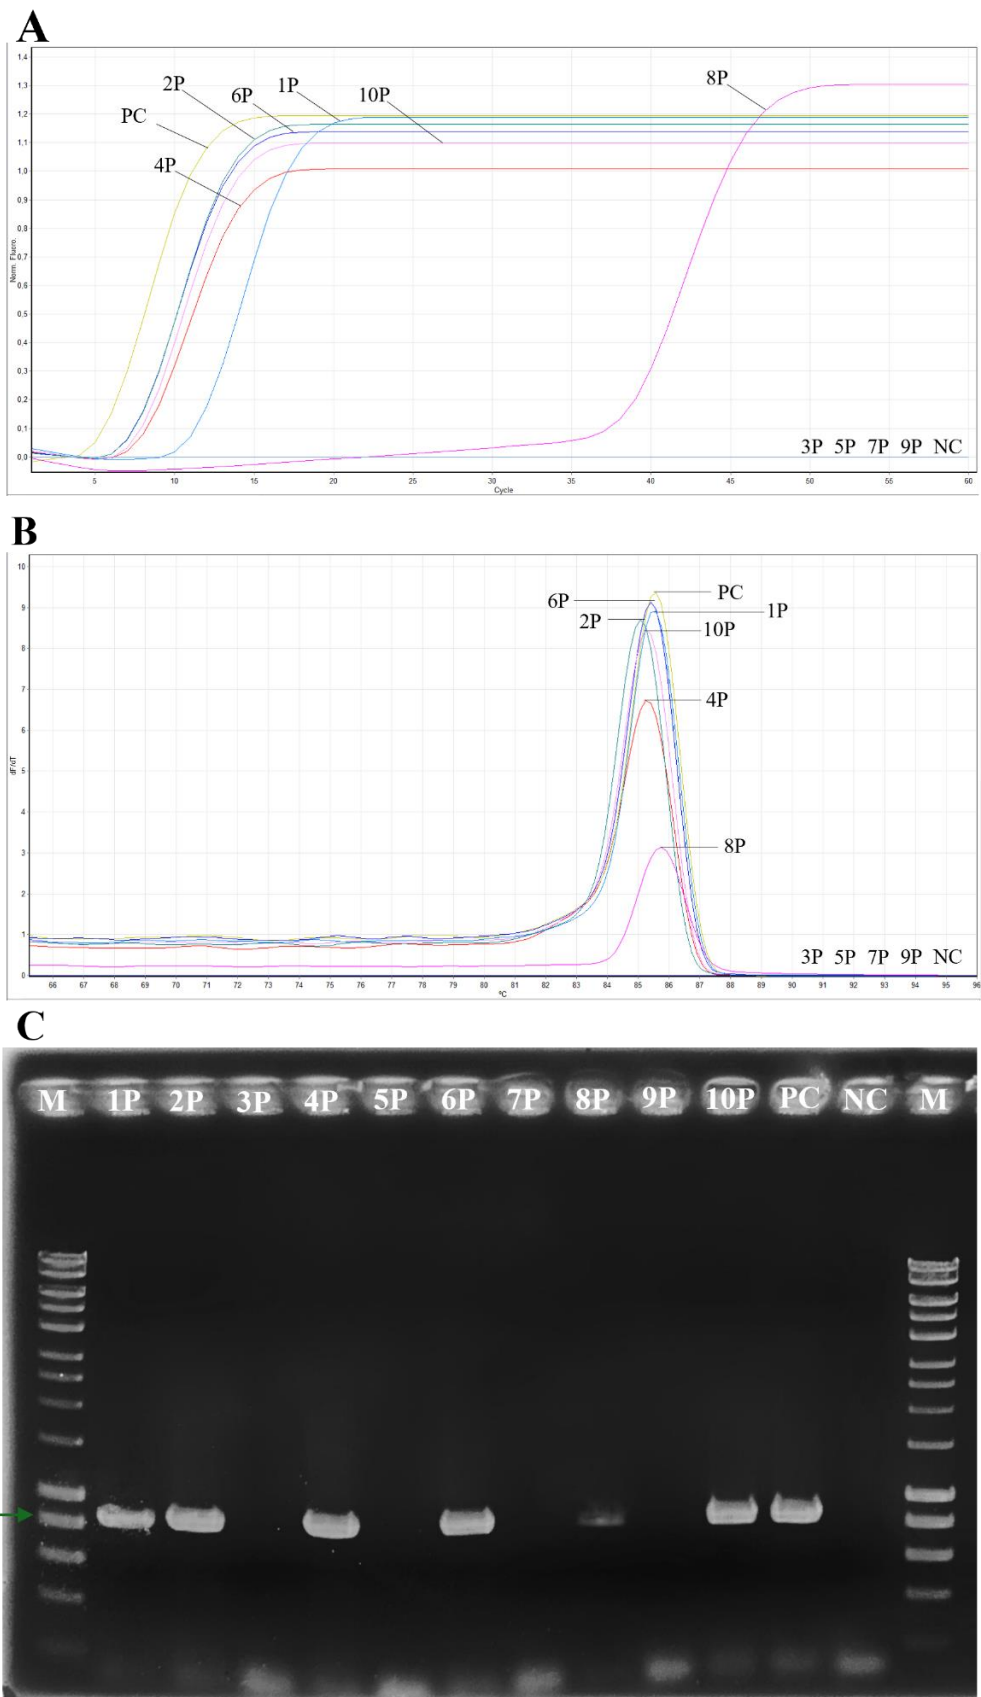 A
1,4
1,3
1,2
1,1
1,0
0,9
0,8
0,7
0,6
0,5
0,4
0,3
0,2
0,1
0,0
Norm. Fluoro.
PC
2P
6P
1P
10P
4P
8P
3P 5P 7P 9P NC
5 10 15 20 25 30 35 40 45 50 55 60
Cycle
B
10
9
8
7
6
5
4
3
2
1
0
dF/dT
6P
2P
PC
1P
10P
4P
8P
3P 5P 7P 9P NC
66 67 68 69 70 71 72 73 74 75 76 77 78 79 80 81 82 83 84 85 86 87 88 89 90 91 92 93 94 95 96
°C
C
M 1P 2P 3P 4P 5P 6P 7P 8P 9P 10P PC NC M